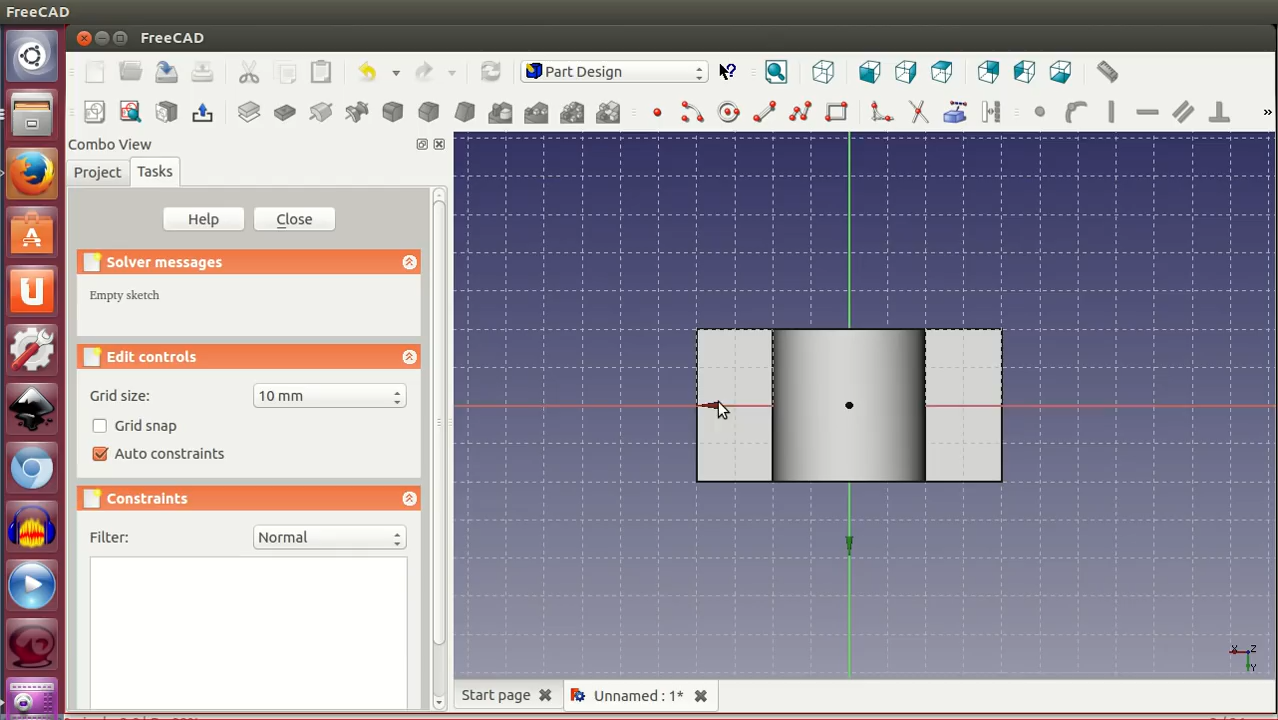 FreeCAD
FreeCAD
Part Design
Combo View
Project
Tasks
Help
Close
Solver messages
Empty sketch
Edit controls
Grid size:
10 mm
Grid snap
Auto constraints
Constraints
Filter:
Normal
X
Z
Y
Start page
Unnamed : 1*